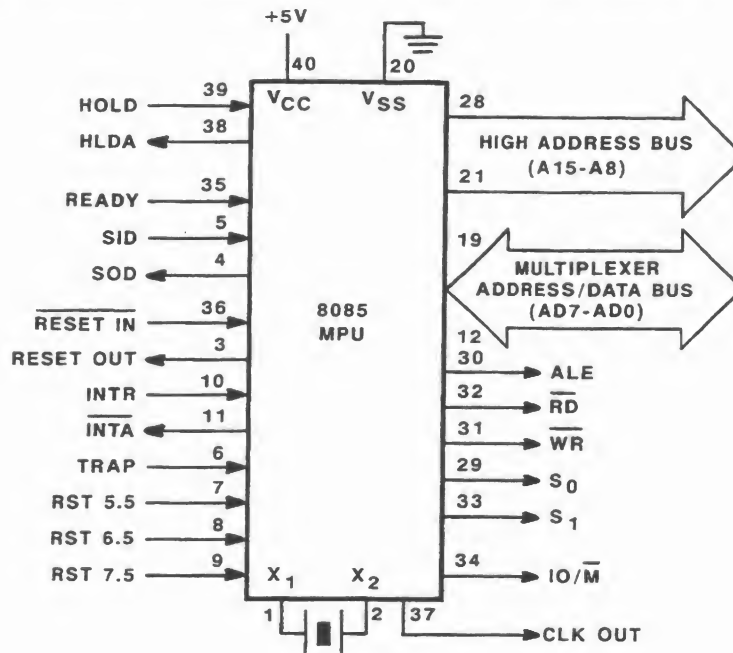 +5V
40
20
VCC
VSS
39
HOLD
38
HLDA
35
READY
5
SID
4
SOD
36
RESET IN
3
RESET OUT
10
INTR
11
INTA
6
TRAP
7
RST 5.5
8
RST 6.5
9
RST 7.5
8085
MPU
X1
X2
1
2
37
CLK OUT
28
HIGH ADDRESS BUS
(A15-A8)
21
19
MULTIPLEXER
ADDRESS/DATA BUS
(AD7-AD0)
12
30
ALE
32
RD
31
WR
29
S0
33
S1
34
IO/M